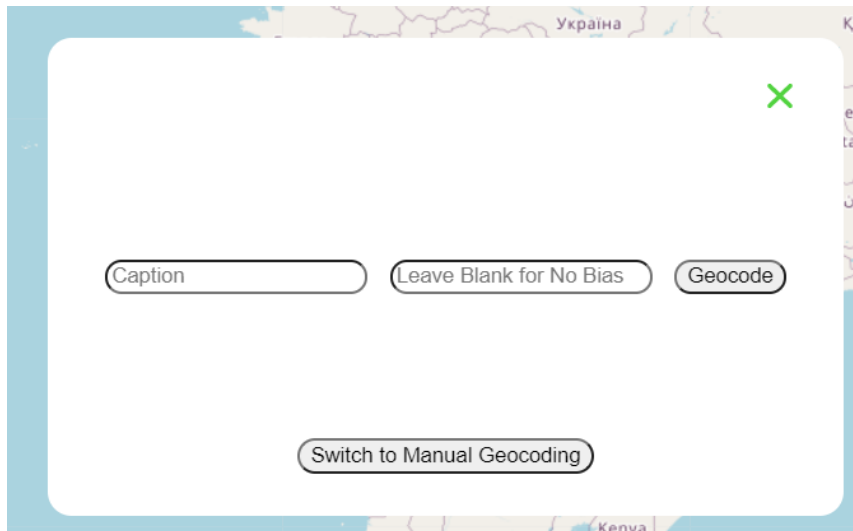 Україна
Caption
Leave Blank for No Bias
Geocode
Switch to Manual Geocoding
Kenya